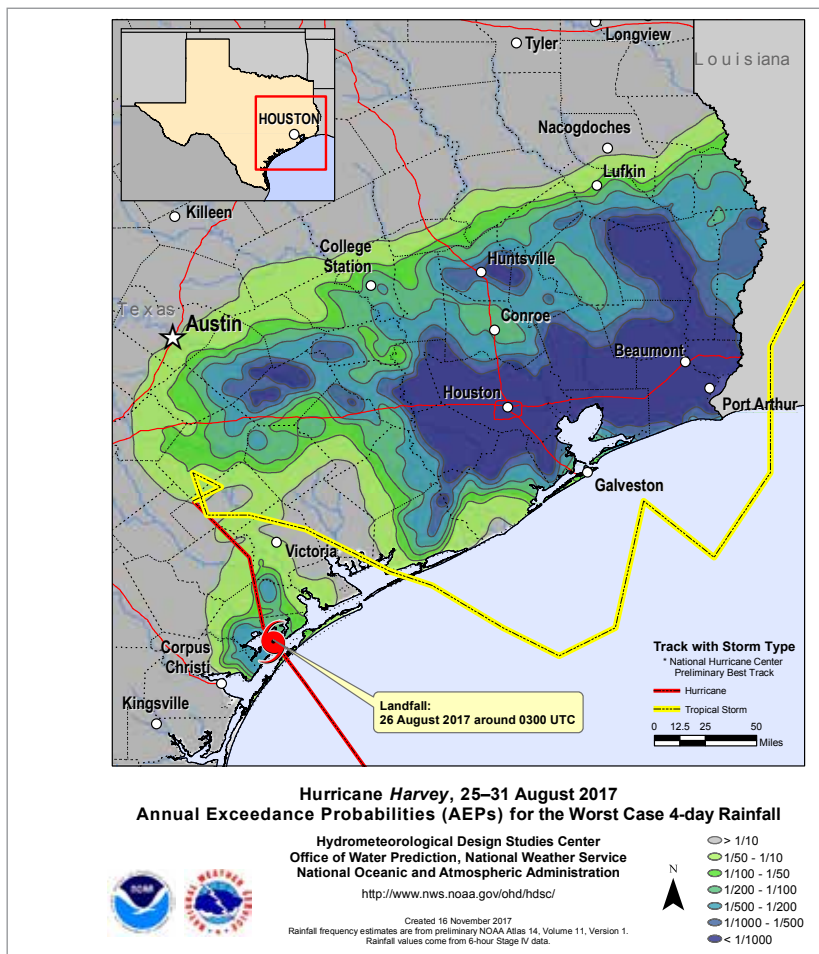 Longview
Tyler
Louisiana
HOUSTON
Nacogdoches
Lufkin
Killeen
College
Station
Huntsville
Texas
Austin
Conroe
Beaumont
Houston
Port Arthur
Galveston
Victoria
Corpus
Christi
Kingsville
Landfall:
26 August 2017 around 0300 UTC
Track with Storm Type
* National Hurricane Center
Preliminary Best Track
Hurricane
Tropical Storm
0 12.5 25 50
Miles
Hurricane Harvey, 25–31 August 2017
Annual Exceedance Probabilities (AEPs) for the Worst Case 4-day Rainfall
Hydrometeorological Design Studies Center
Office of Water Prediction, National Weather Service
National Oceanic and Atmospheric Administration
http://www.nws.noaa.gov/ohd/hdsc/
Created 16 November 2017
Rainfall frequency estimates are from preliminary NOAA Atlas 14, Volume 11, Version 1.
Rainfall values come from 6-hour Stage IV data.
NOAA
NATIONAL WEATHER SERVICE
N
> 1/10
1/50 - 1/10
1/100 - 1/50
1/200 - 1/100
1/500 - 1/200
1/1000 - 1/500
< 1/1000